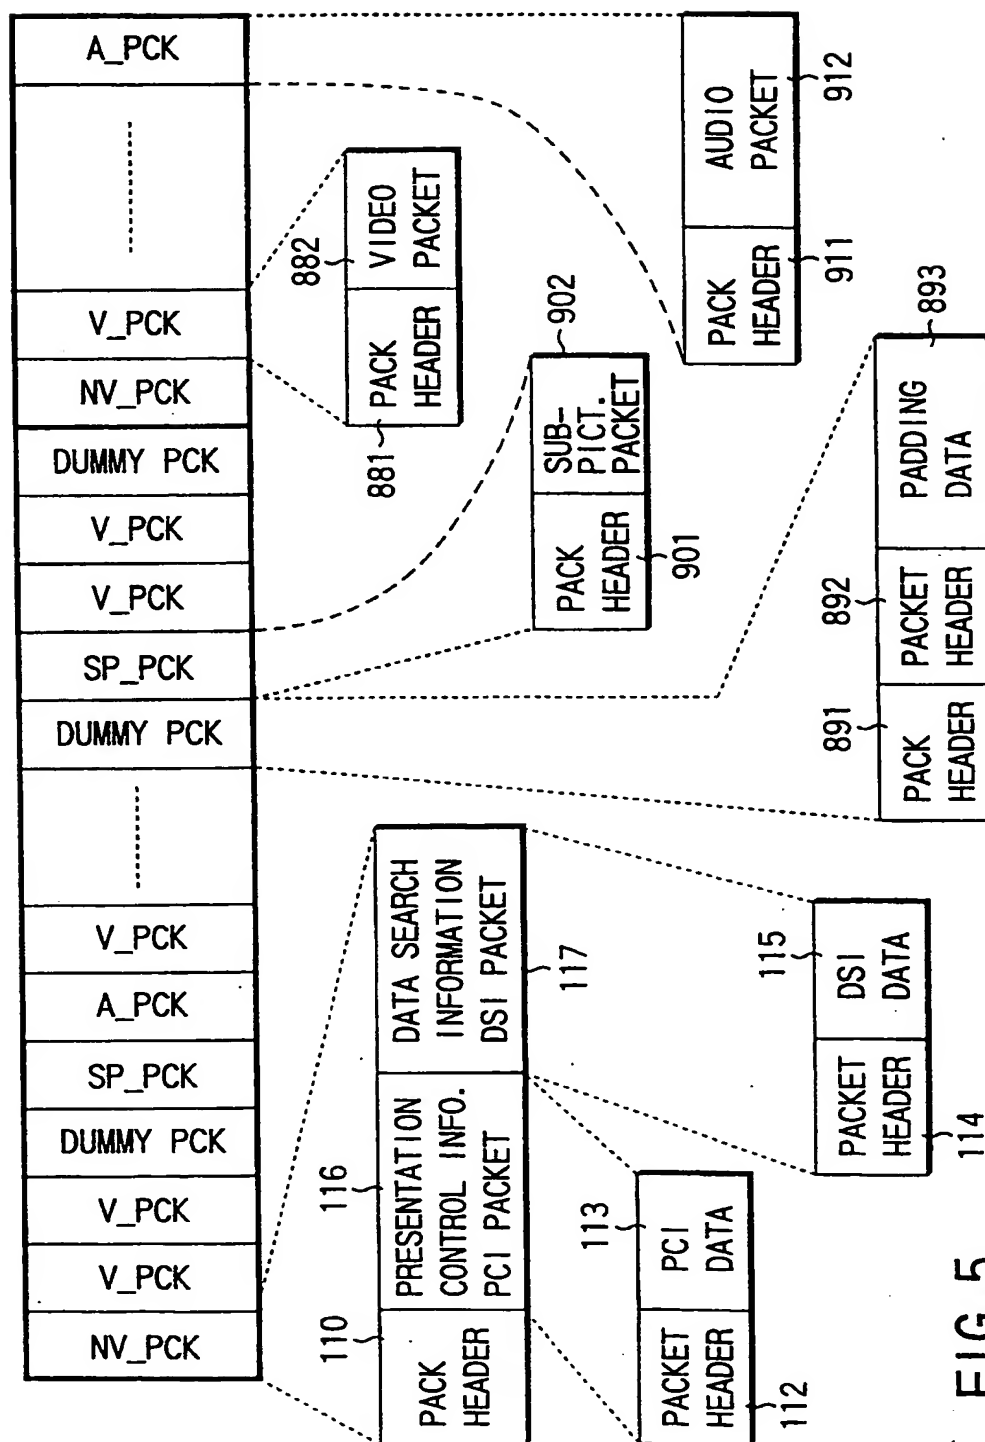 NV_PCK
V_PCK
V_PCK
DUMMY PCK
SP_PCK
A_PCK
V_PCK
DUMMY PCK
SP_PCK
V_PCK
V_PCK
DUMMY PCK
NV_PCK
V_PCK
A_PCK
110
116
PACK
HEADER
PRESENTATION
CONTROL INFO.
PCI PACKET
DATA SEARCH
INFORMATION
DSI PACKET
117
881
882
PACK
HEADER
VIDEO
PACKET
902
PACK
HEADER
SUB-
PICT.
PACKET
901
113
PACKET
HEADER
PCI
DATA
112
PACK
HEADER
AUDIO
PACKET
911
912
115
PACKET
HEADER
DSI
DATA
114
891
892
893
PACK
HEADER
PACKET
HEADER
PADDING
DATA
FIG. 5